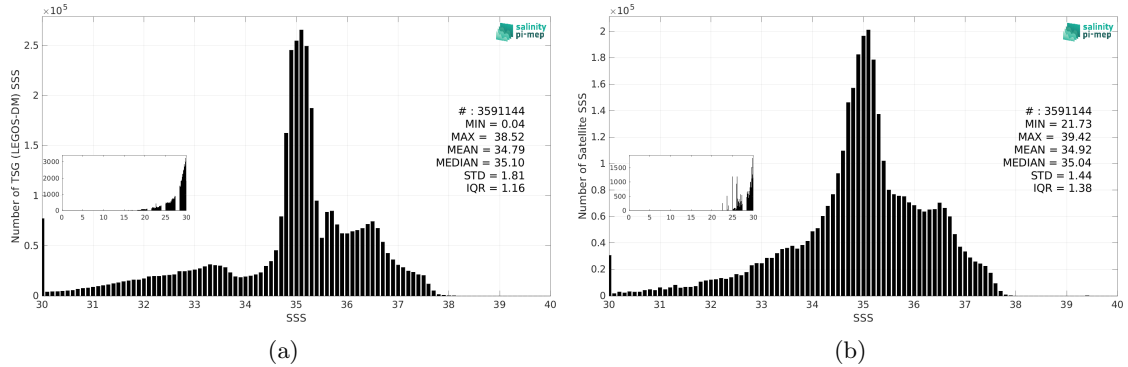 ×10^5
2.5
2
1.5
1
0.5
0
Number of TSG (LEGOS-DM) SSS
salinity
pi-mep
# : 3591144
MIN = 0.04
MAX = 38.52
MEAN = 34.79
MEDIAN = 35.10
STD = 1.81
IQR = 1.16
3000
2000
1000
0
0 5 10 15 20 25 30
30 31 32 33 34 35 36 37 38 39 40
SSS
(a)
×10^5
2
1.8
1.6
1.4
1.2
1
0.8
0.6
0.4
0.2
0
Number of Satellite SSS
salinity
pi-mep
# : 3591144
MIN = 21.73
MAX = 39.42
MEAN = 34.92
MEDIAN = 35.04
STD = 1.44
IQR = 1.38
1500
1000
500
0
0 5 10 15 20 25 30
30 31 32 33 34 35 36 37 38 39 40
SSS
(b)